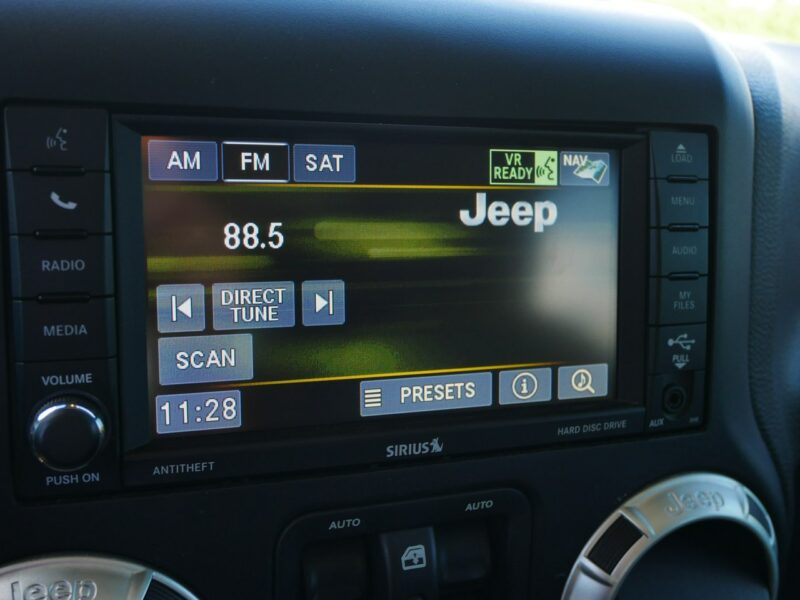 AM
FM
SAT
VR
READY
NAV
LOAD
MENU
Jeep
88.5
RADIO
AUDIO
DIRECT
TUNE
MY
FILES
MEDIA
SCAN
PULL
VOLUME
PRESETS
11:28
AUX
HARD DISC DRIVE
SIRIUS
ANTITHEFT
PUSH ON
AUTO
AUTO
Jeep
Jeep